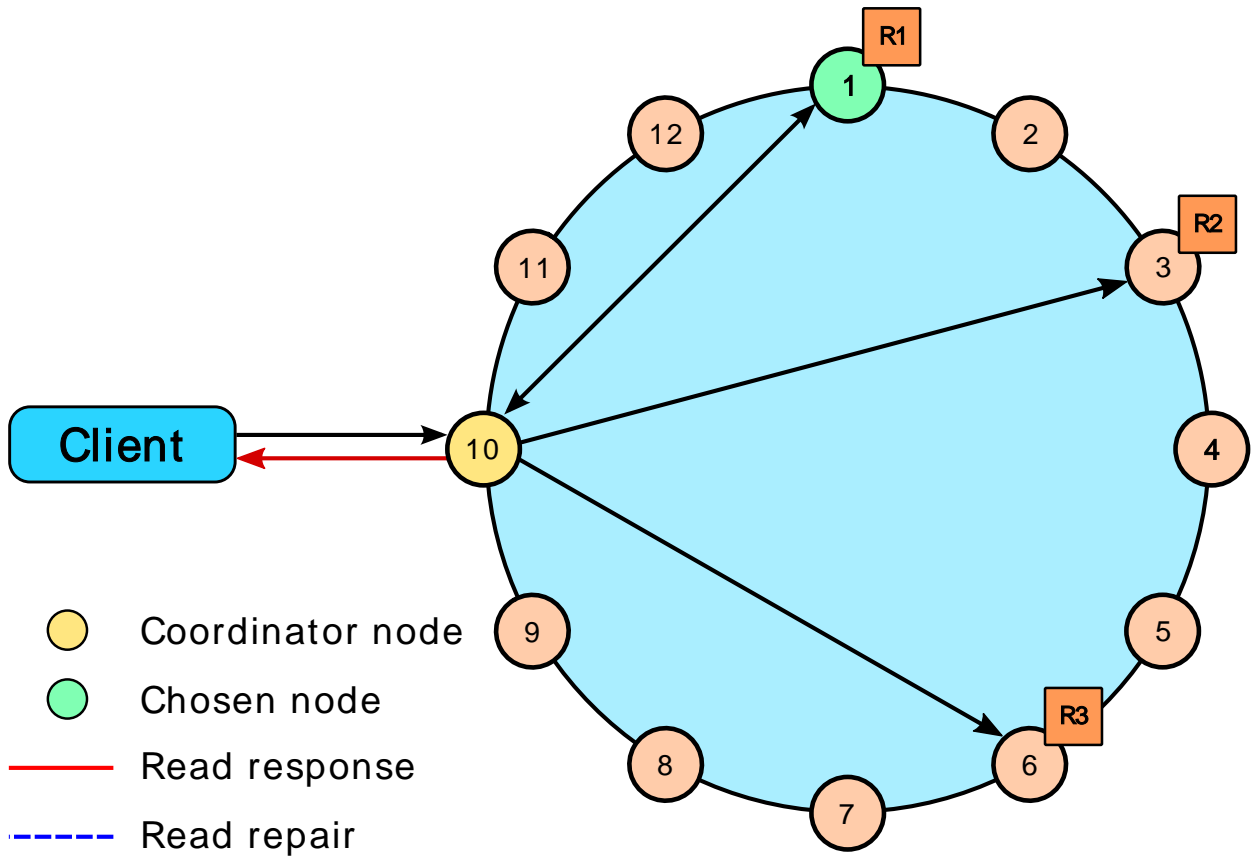 R1
1
12
2
R2
11
3
Client
10
4
9
5
Coordinator node
Chosen node
R3
Read response
8
6
7
Read repair